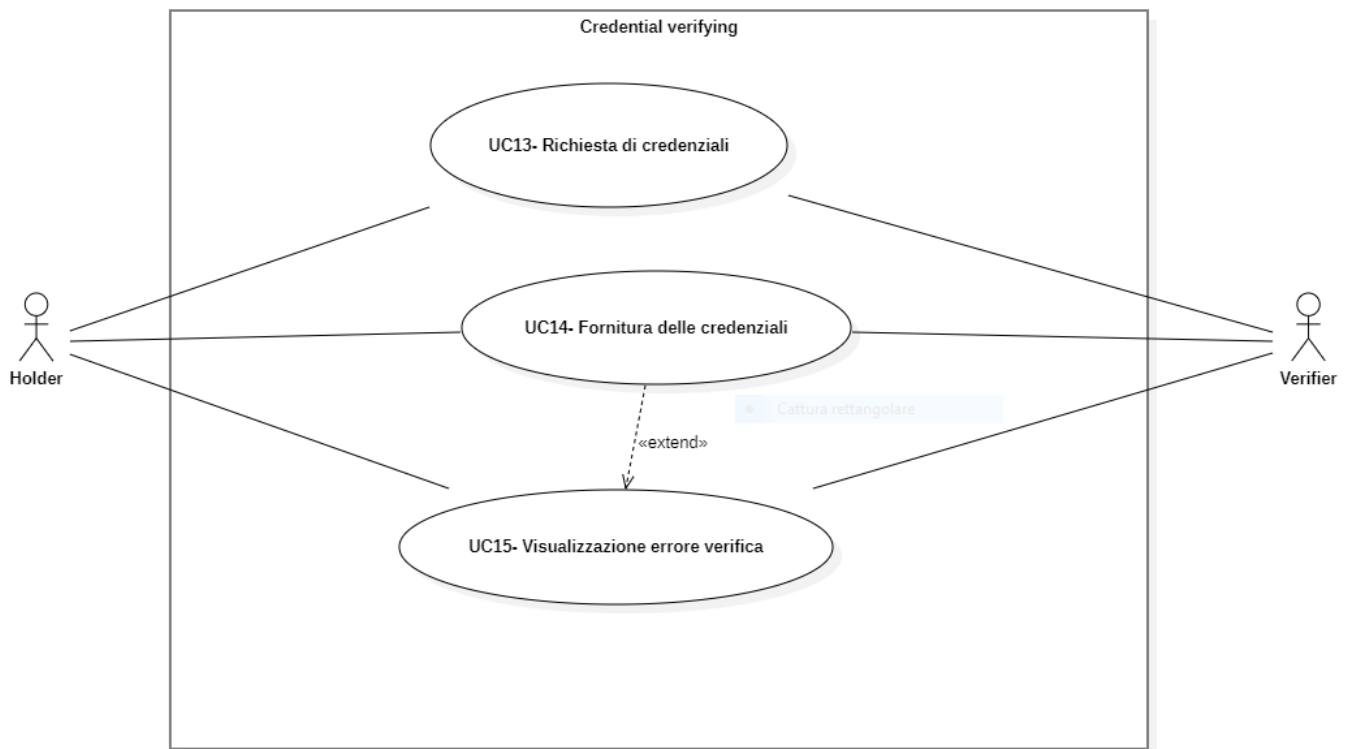 Credential verifying
UC13- Richiesta di credenziali
UC14- Fornitura delle credenziali
Holder
Verifier
Cattura rettangolare
«extend»
UC15- Visualizzazione errore verifica